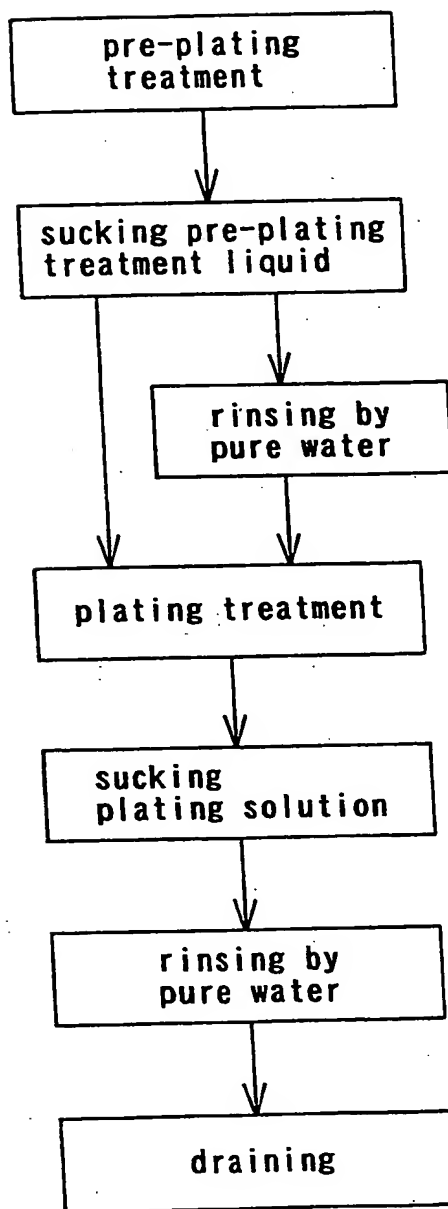 pre-plating
treatment
sucking pre-plating
treatment liquid
rinsing by
pure water
plating treatment
sucking
plating solution
rinsing by
pure water
draining